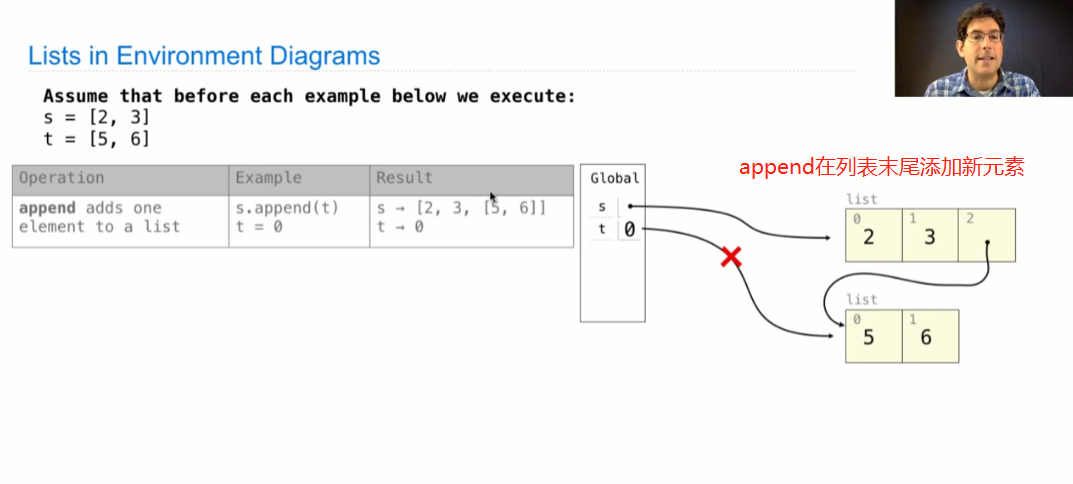 Lists in Environment Diagrams
Assume that before each example below we execute:
s = [2, 3]
t = [5, 6]
Operation Example Result
append adds one element to a list s.append(t) t = 0 s → [2, 3, [5, 6]] t → 0
Global
s
t 0
append在列表末尾添加新元素
list
0 1 2
2 3
list
0 1
5 6